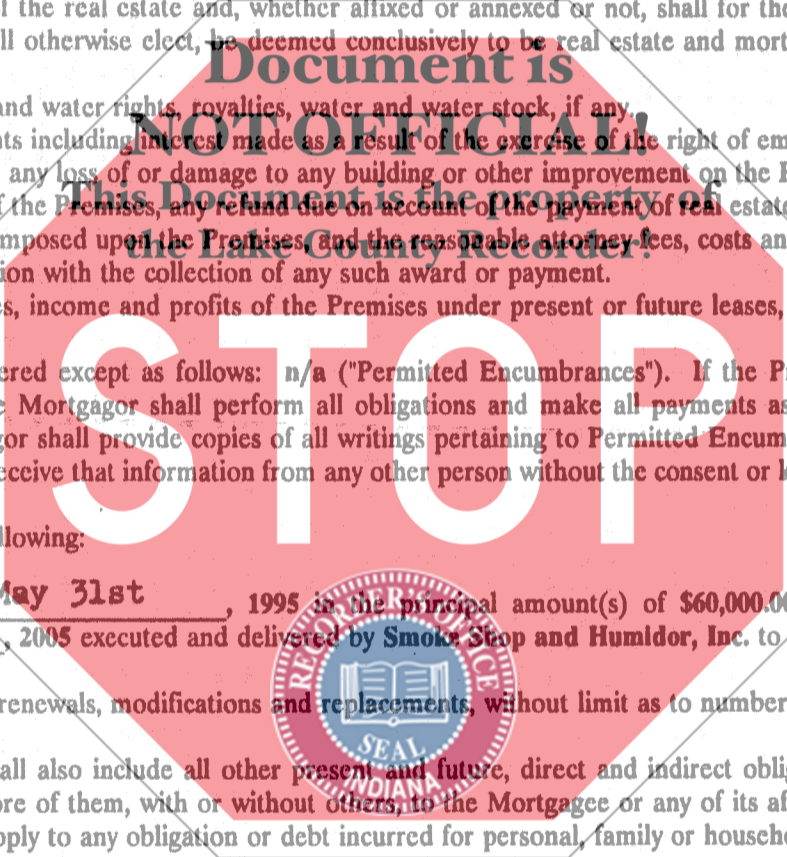 f the real estate and, whether affixed or annexed or not, shall for the
ll otherwise elect, be deemed conclusively to be real estate and mort
Document is
and water rights, royalties, water and water stock, if any.
NOT OFFICIAL!
nts including interest made as a result of the exercise of the right of em
any loss of or damage to any building or other improvement on the P
This Document is the property of
f the Premises, any refund due on account of the payment of real estate
the Lake County Recorder!
mposed upon the Premises, and the reasonable attorney fees, costs an
ion with the collection of any such award or payment.
s, income and profits of the Premises under present or future leases,
STOP
ered except as follows: n/a ("Permitted Encumbrances"). If the P
e Mortgagor shall perform all obligations and make all payments as
gor shall provide copies of all writings pertaining to Permitted Encum
eceive that information from any other person without the consent or k
llowing:
May 31st, 1995 in the principal amount(s) of $60,000.00
, 2005 executed and delivered by Smoke Shop and Humidor, Inc. to
RECORDER'S OFFICE
SEAL
INDIANA
renewals, modifications and replacements, without limit as to number
all also include all other present and future, direct and indirect oblig
ore of them, with or without others, to the Mortgagee or any of its af
pply to any obligation or debt incurred for personal, family or househo